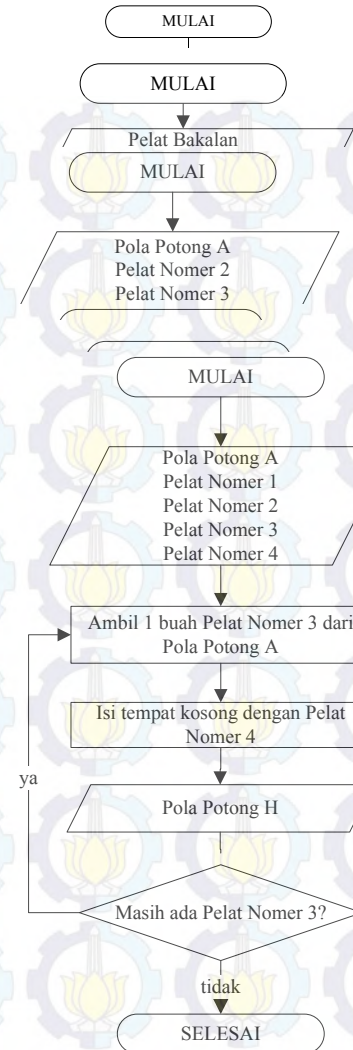 MULAI
MULAI
Pelat Bakalan
MULAI
Pola Potong A
Pelat Nomer 2
Pelat Nomer 3
MULAI
Pola Potong A
Pelat Nomer 1
Pelat Nomer 2
Pelat Nomer 3
Pelat Nomer 4
Ambil 1 buah Pelat Nomer 3 dari
Pola Potong A
Isi tempat kosong dengan Pelat
Nomer 4
ya
Pola Potong H
Masih ada Pelat Nomer 3?
tidak
SELESAI